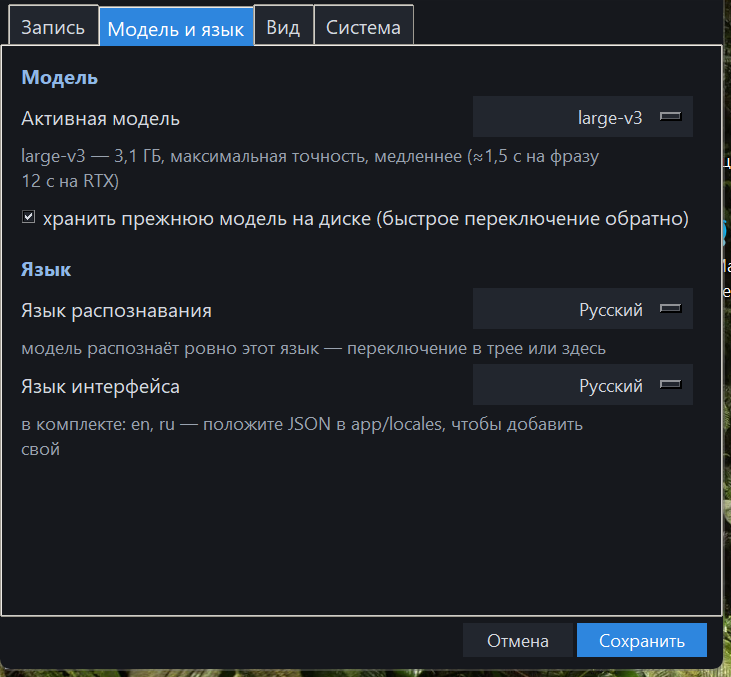 Запись Модель и язык Вид Система
Модель
Активная модель large-v3
large-v3 — 3,1 ГБ, максимальная точность, медленнее (≈1,5 с на фразу
12 с на RTX)
хранить прежнюю модель на диске (быстрое переключение обратно)
Язык
Язык распознавания Русский
модель распознаёт ровно этот язык — переключение в трее или здесь
Язык интерфейса Русский
в комплекте: en, ru — положите JSON в app/locales, чтобы добавить
свой
Отмена Сохранить